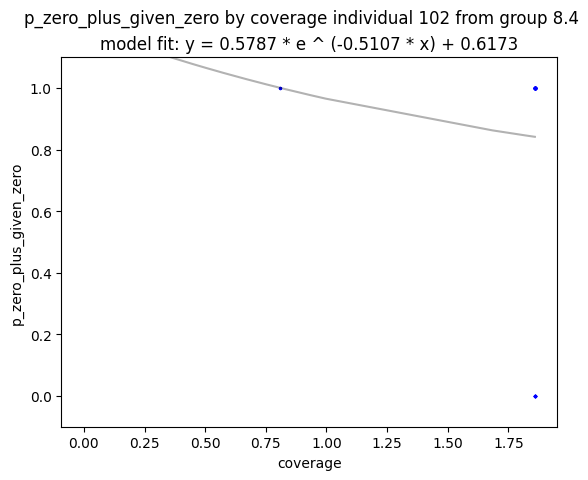 p_zero_plus_given_zero by coverage individual 102 from group 8.4
model fit: y = 0.5787 * e ^ (-0.5107 * x) + 0.6173
1.0
0.8
0.6
0.4
0.2
0.0
p_zero_plus_given_zero
0.00 0.25 0.50 0.75 1.00 1.25 1.50 1.75
coverage